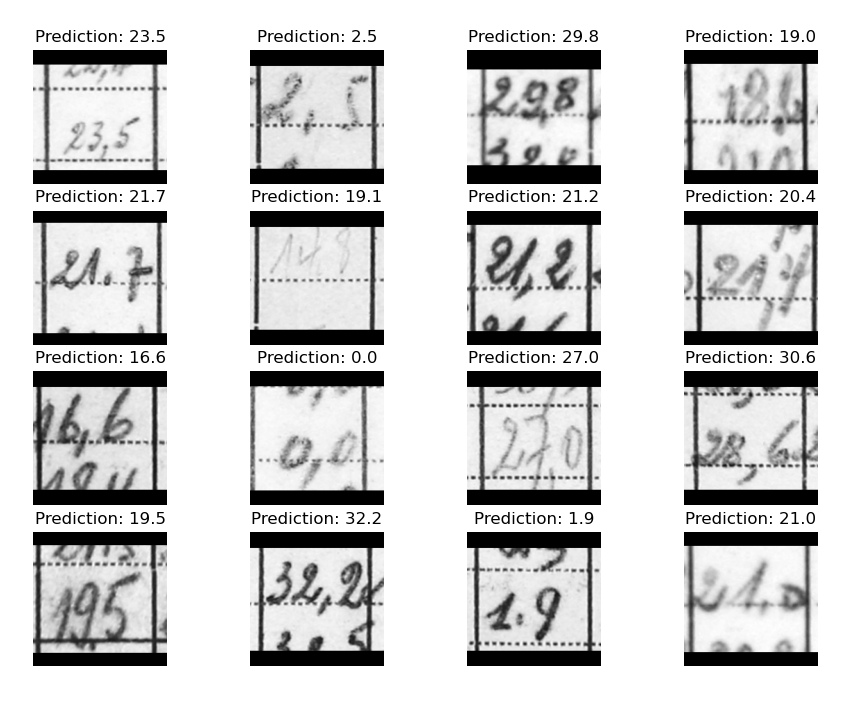 Prediction: 23.5 Prediction: 2.5 Prediction: 29.8 Prediction: 19.0
23,5 2,5 29,8 18,6
Prediction: 21.7 Prediction: 19.1 Prediction: 21.2 Prediction: 20.4
21.7 14,8 21,2 21,4
Prediction: 16.6 Prediction: 0.0 Prediction: 27.0 Prediction: 30.6
16,6 0,0 27,0 28,6
Prediction: 19.5 Prediction: 32.2 Prediction: 1.9 Prediction: 21.0
19,5 32,2 1.9 21,0